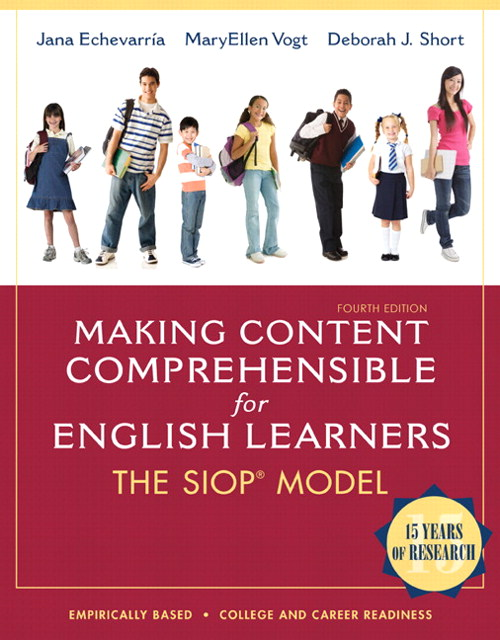 Jana Echevarría MaryEllen Vogt Deborah J. Short
FOURTH EDITION
MAKING CONTENT
COMPREHENSIBLE
for
ENGLISH LEARNERS
THE SIOP® MODEL
15
15 YEARS
OF RESEARCH
EMPIRICALLY BASED • COLLEGE AND CAREER READINESS